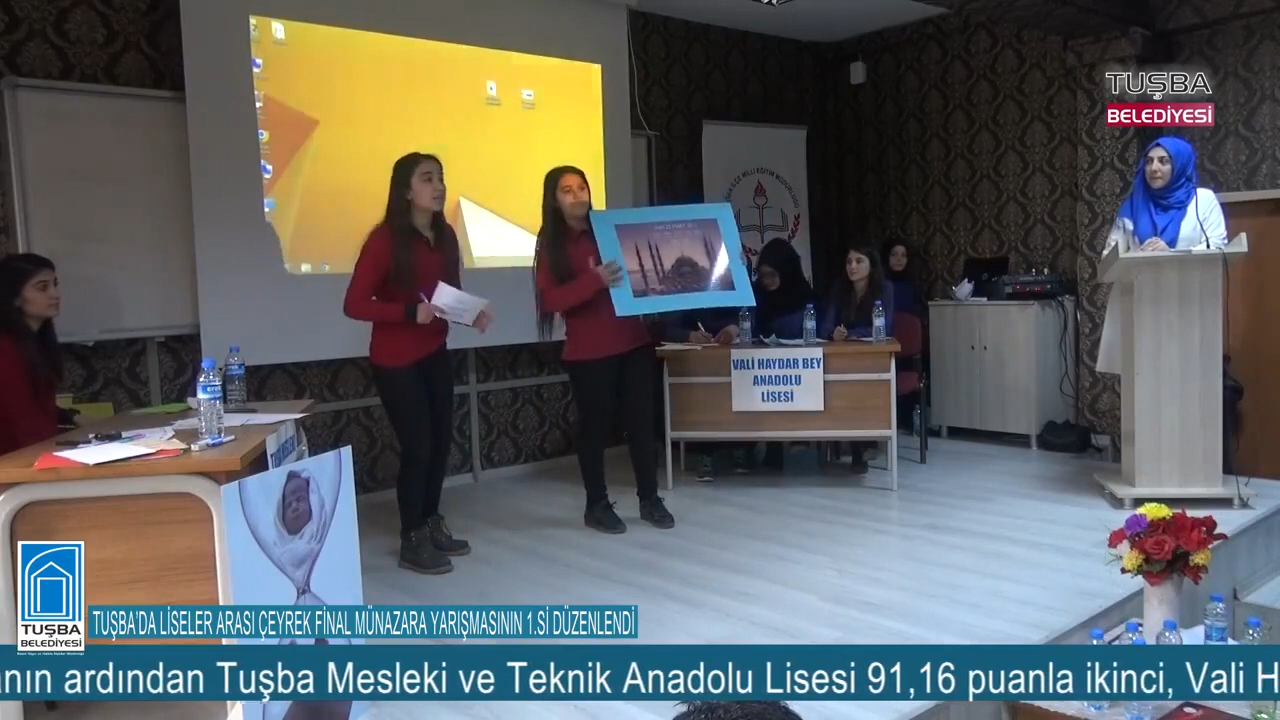 TUŞBA
BELEDİYESİ
VALİ HAYDAR BEY
ANADOLU
LİSESİ
TUŞBA
BELEDİYESİ
TUŞBA'DA LİSELER ARASI ÇEYREK FİNAL MÜNAZARA YARIŞMASININ 1.Sİ DÜZENLENDİ
anın ardından Tuşba Mesleki ve Teknik Anadolu Lisesi 91,16 puanla ikinci, Vali H